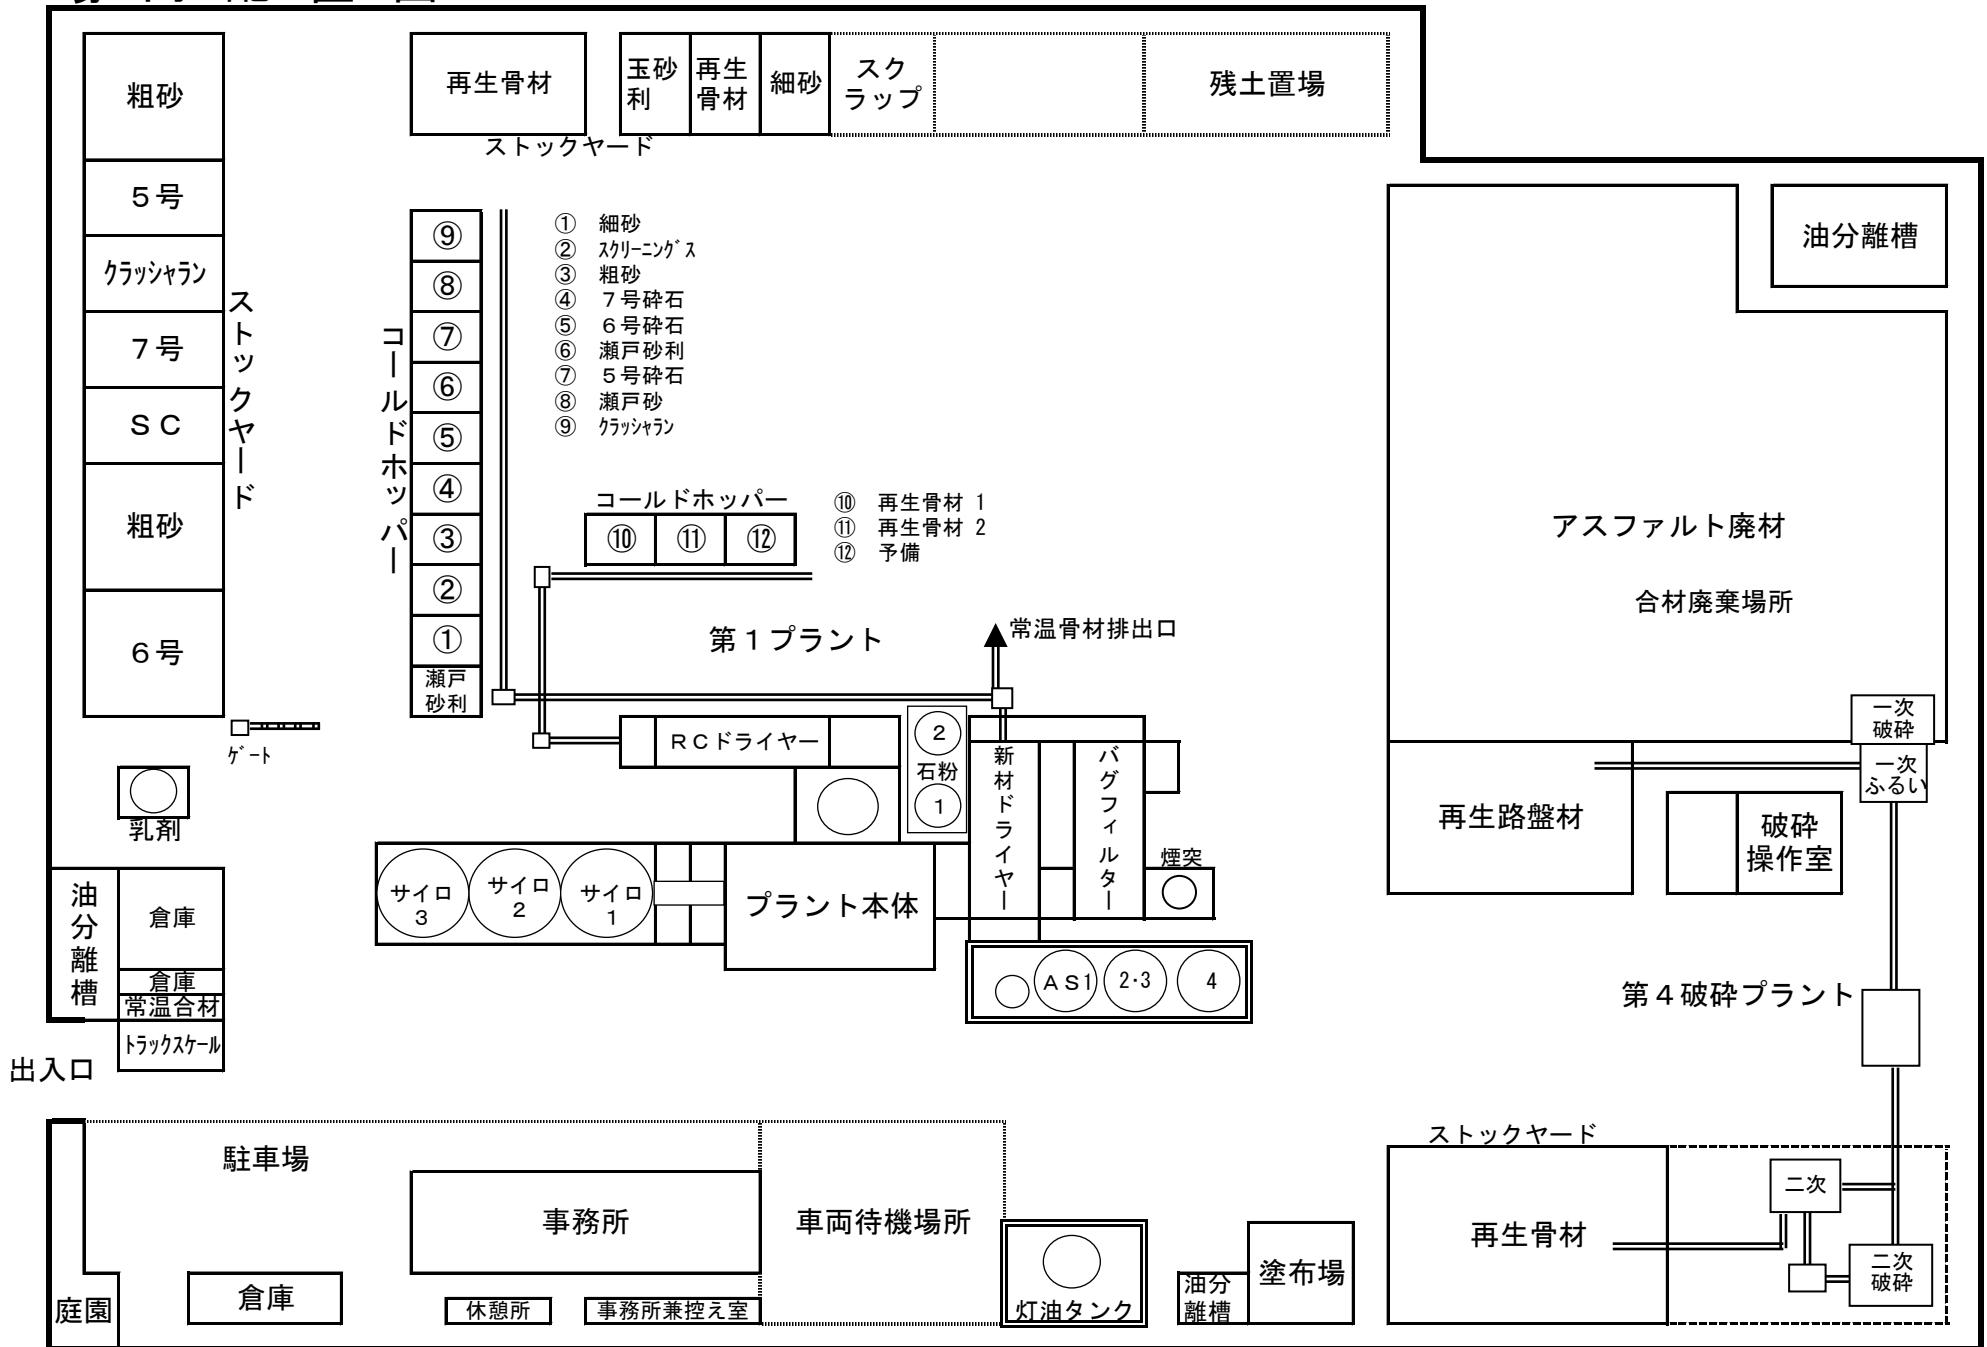 粗砂
５号
クラッシャラン
７号
ＳＣ
粗砂
６号
ストックヤード
再生骨材
玉砂
利
再生
骨材
細砂
スク
ラップ
残土置場
ストックヤード
コールドホッパー
⑨
⑧
⑦
⑥
⑤
④
③
②
①
瀬戸
砂利
① 細砂
② スクリーニングス
③ 粗砂
④ ７号砕石
⑤ ６号砕石
⑥ 瀬戸砂利
⑦ ５号砕石
⑧ 瀬戸砂
⑨ クラッシャラン
コールドホッパー
⑩ ⑪ ⑫
⑩ 再生骨材 1
⑪ 再生骨材 2
⑫ 予備
第１プラント
常温骨材排出口
油分離槽
アスファルト廃材
合材廃棄場所
一次
破砕
一次
ふるい
再生路盤材
破砕
操作室
第４破砕プラント
ゲート
乳剤
ＲＣドライヤー
2
石粉
1
新材ドライヤー
バグフィルター
煙突
サイロ
3
サイロ
2
サイロ
1
プラント本体
ＡＳ1
2･3
4
油分離槽
倉庫
倉庫
常温合材
トラックスケール
出入口
駐車場
事務所
車両待機場所
庭園
倉庫
休憩所
事務所兼控え室
灯油タンク
油分
離槽
塗布場
ストックヤード
再生骨材
二次
二次
破砕